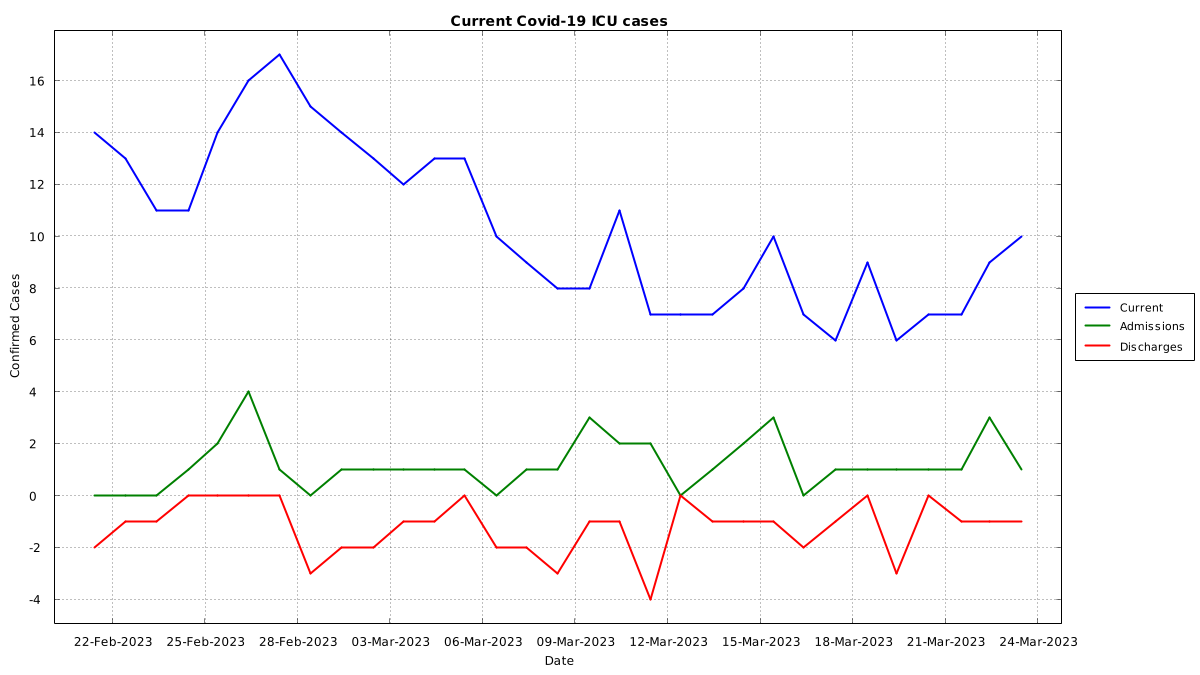 Current Covid-19 ICU cases
16
14
12
10
8
6
4
2
0
-2
-4
Confirmed Cases
22-Feb-2023 25-Feb-2023 28-Feb-2023 03-Mar-2023 06-Mar-2023 09-Mar-2023 12-Mar-2023 15-Mar-2023 18-Mar-2023 21-Mar-2023 24-Mar-2023
Date
Current
Admissions
Discharges